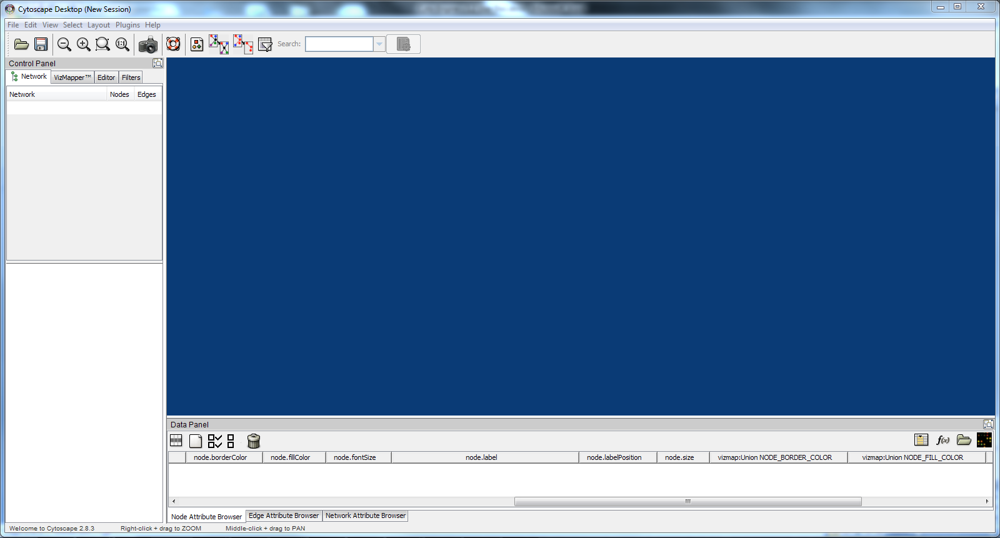 Cytoscape Desktop (New Session)
File Edit View Select Layout Plugins Help
1:1 Search:
Control Panel
Network VizMapper™ Editor Filters
Network Nodes Edges
Data Panel
f(x)
node.borderColor node.fillColor node.fontSize node.label node.labelPosition node.size vizmap:Union NODE_BORDER_COLOR vizmap:Union NODE_FILL_COLOR
Node Attribute Browser Edge Attribute Browser Network Attribute Browser
Welcome to Cytoscape 2.8.3 Right-click + drag to ZOOM Middle-click + drag to PAN